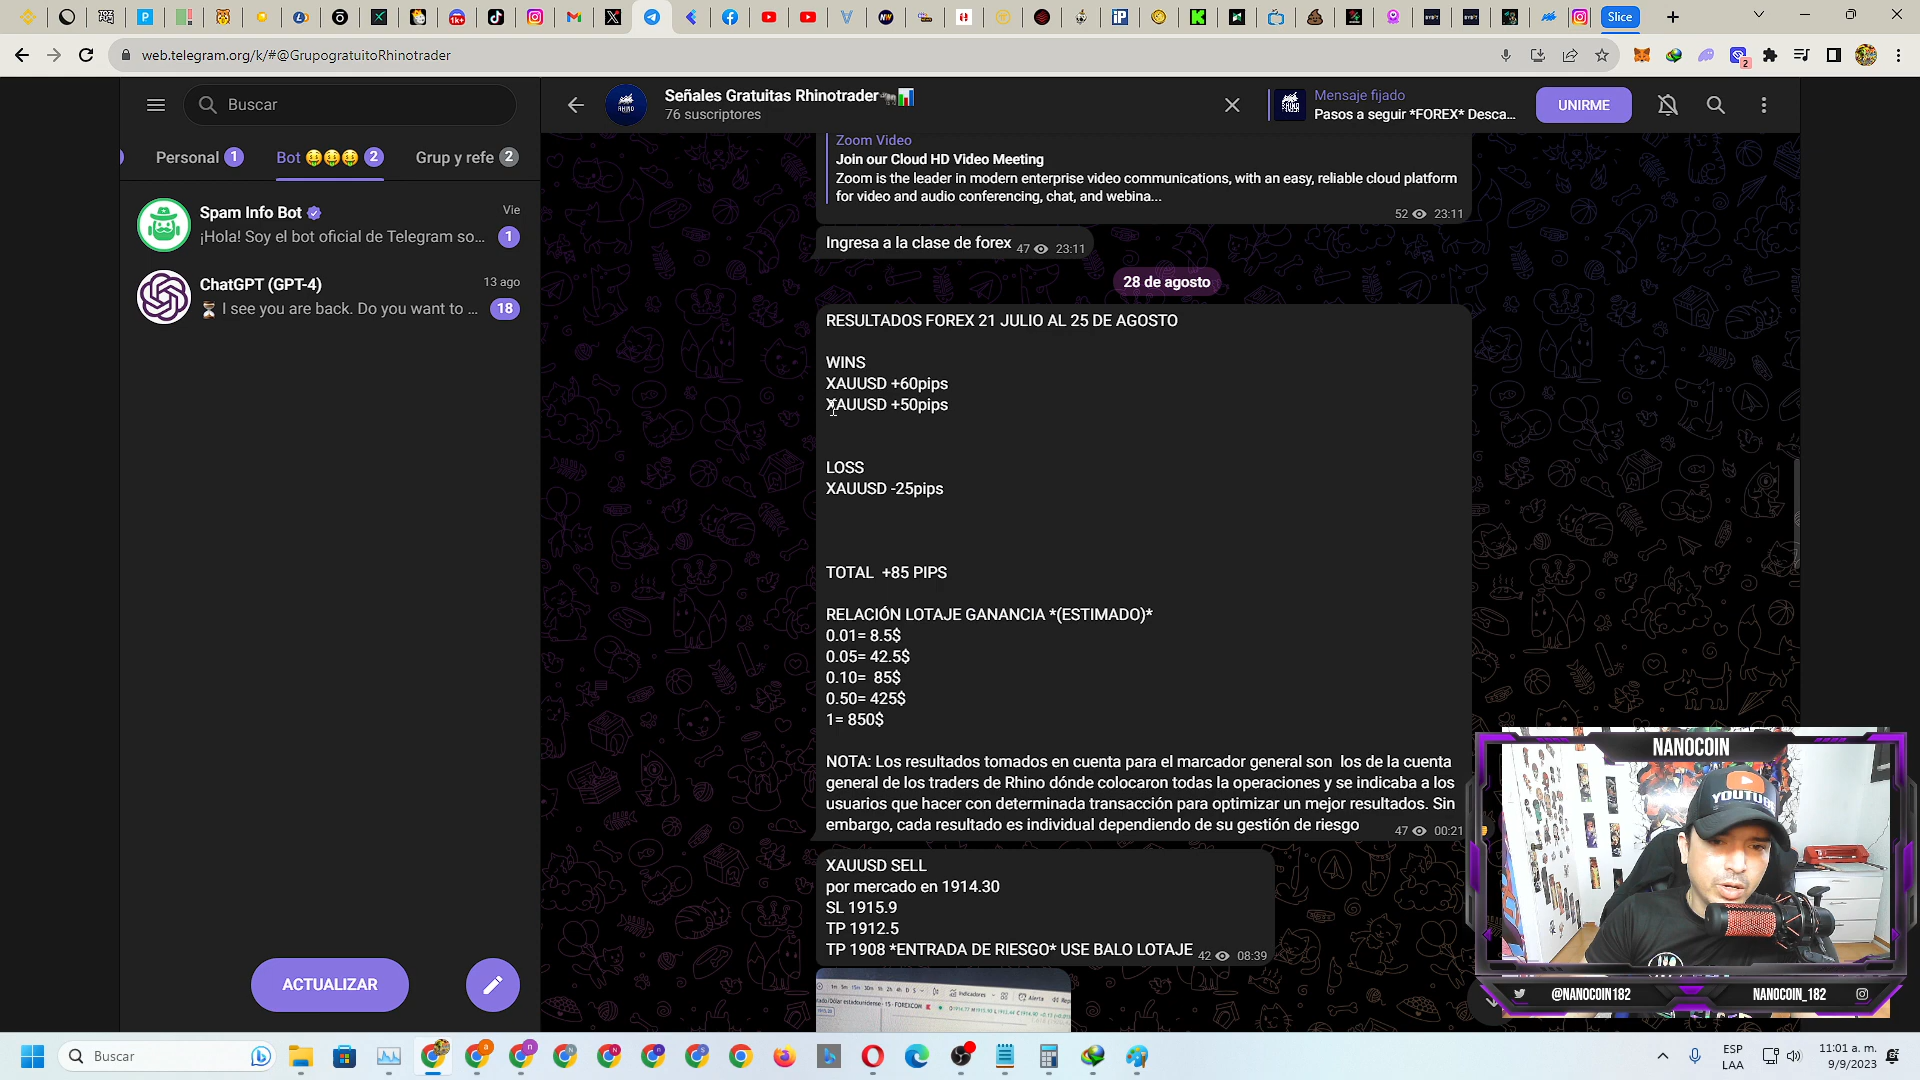 Slice
web.telegram.org/k/#@GrupogratuitoRhinotrader
2
Buscar
Personal 1
Bot 🤑🤑🤑 2
Grup y refe 2
Spam Info Bot
Vie
¡Hola! Soy el bot oficial de Telegram so...
1
ChatGPT (GPT-4)
13 ago
⏳ I see you are back. Do you want to ...
18
ACTUALIZAR
Señales Gratuitas Rhinotrader🦏📊
76 suscriptores
Mensaje fijado
Pasos a seguir *FOREX* Desca...
UNIRME
Zoom Video
Join our Cloud HD Video Meeting
Zoom is the leader in modern enterprise video communications, with an easy, reliable cloud platform
for video and audio conferencing, chat, and webina...
52 23:11
Ingresa a la clase de forex 47 23:11
28 de agosto
RESULTADOS FOREX 21 JULIO AL 25 DE AGOSTO
WINS
XAUUSD +60pips
XAUUSD +50pips
LOSS
XAUUSD -25pips
TOTAL +85 PIPS
RELACIÓN LOTAJE GANANCIA *(ESTIMADO)*
0.01= 8.5$
0.05= 42.5$
0.10= 85$
0.50= 425$
1= 850$
NOTA: Los resultados tomados en cuenta para el marcador general son los de la cuenta
general de los traders de Rhino dónde colocaron todas la operaciones y se indicaba a los
usuarios que hacer con determinada transacción para optimizar un mejor resultados. Sin
embargo, cada resultado es individual dependiendo de su gestión de riesgo
47 00:21
XAUUSD SELL
por mercado en 1914.30
SL 1915.9
TP 1912.5
TP 1908 *ENTRADA DE RIESGO* USE BALO LOTAJE
42 08:39
NANOCOIN
YOUTUBE
@NANOCOIN182
NANOCOIN_182
Buscar
ESP
LAA
11:01 a. m.
9/9/2023